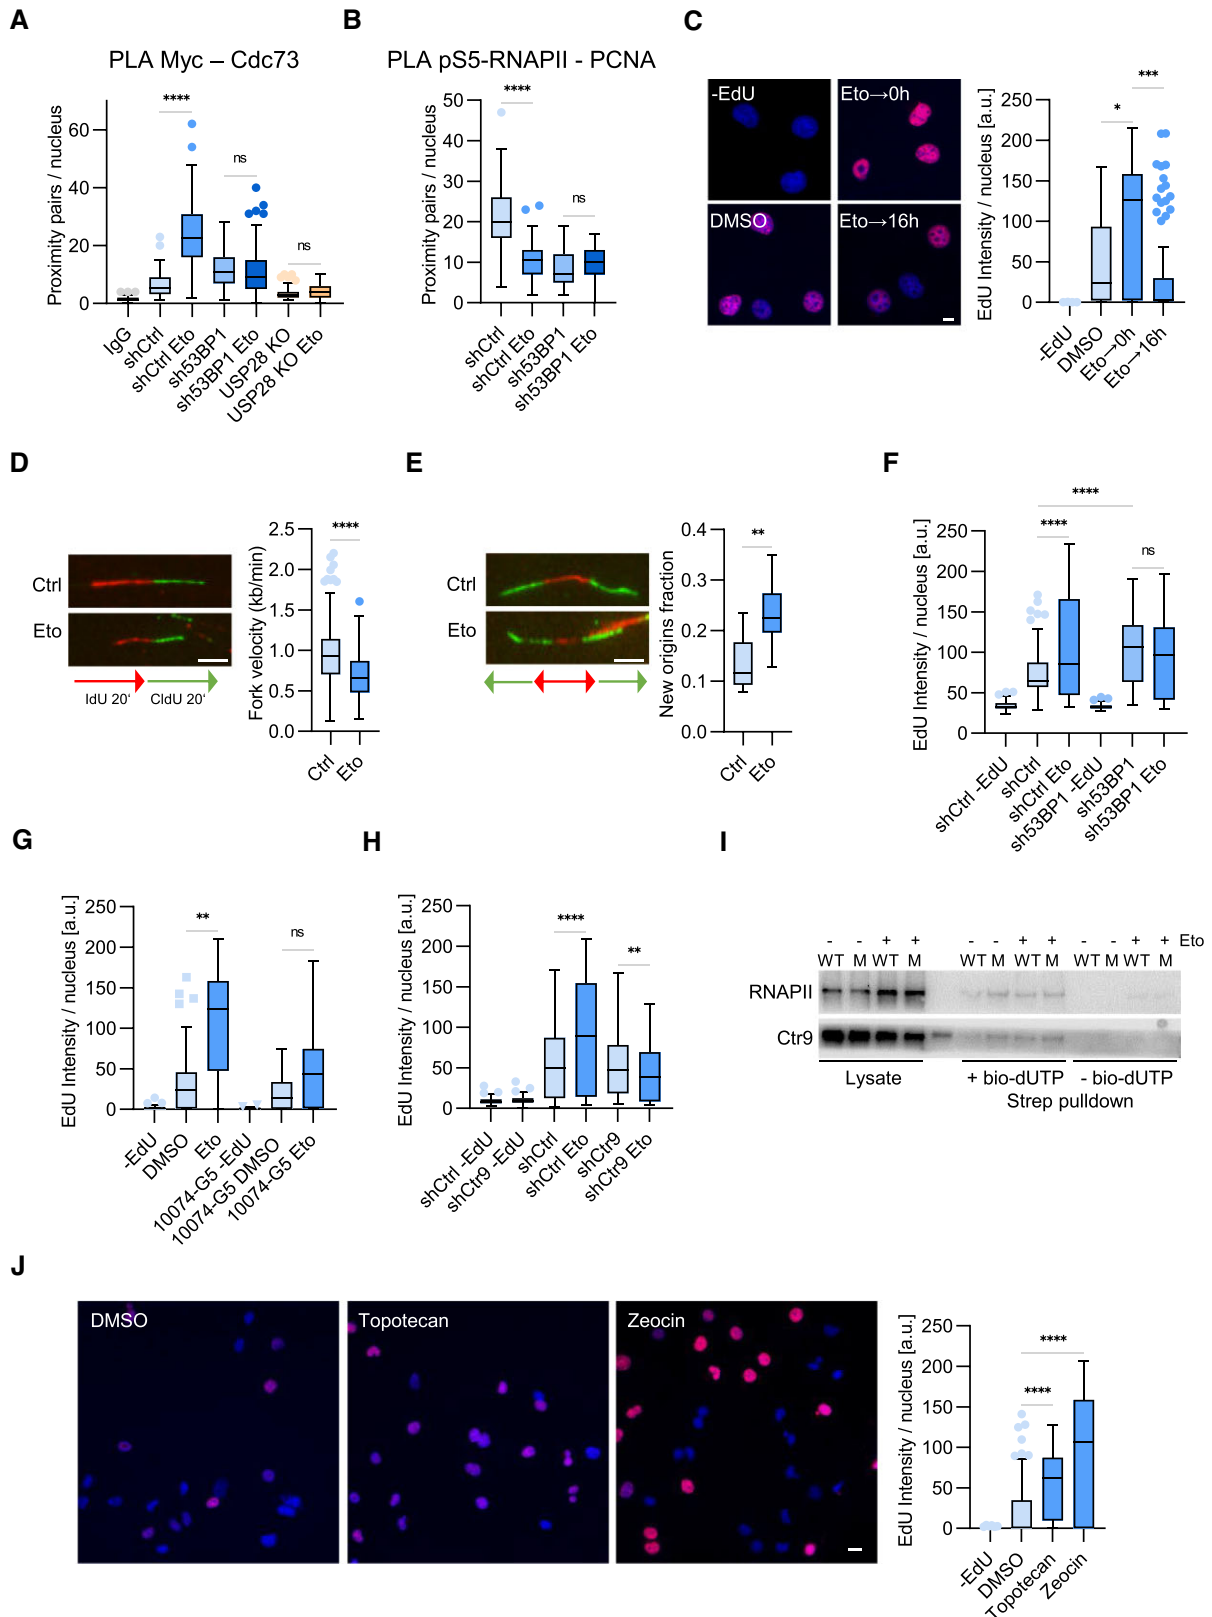 A
PLA Myc – Cdc73
Proximity pairs / nucleus
60
40
20
0
****
ns
ns
IgG
shCtrl
shCtrl Eto
sh53BP1
sh53BP1 Eto
USP28 KO
USP28 KO Eto
B
PLA pS5-RNAPII - PCNA
Proximity pairs / nucleus
50
40
30
20
10
0
****
ns
shCtrl
shCtrl Eto
sh53BP1
sh53BP1 Eto
C
-EdU
Eto→0h
DMSO
Eto→16h
EdU Intensity / nucleus [a.u.]
250
200
150
100
50
0
*
***
-EdU
DMSO
Eto→0h
Eto→16h
D
Ctrl
Eto
IdU 20'
CldU 20'
Fork velocity (kb/min)
2.5
2.0
1.5
1.0
0.5
0.0
****
Ctrl
Eto
E
Ctrl
Eto
New origins fraction
0.4
0.3
0.2
0.1
0.0
**
Ctrl
Eto
F
EdU Intensity / nucleus [a.u.]
250
200
150
100
50
0
****
****
ns
shCtrl -EdU
shCtrl
shCtrl Eto
sh53BP1 -EdU
sh53BP1
sh53BP1 Eto
G
EdU Intensity / nucleus [a.u.]
250
200
150
100
50
0
**
ns
-EdU
DMSO
Eto
10074-G5 -EdU
10074-G5 DMSO
10074-G5 Eto
H
EdU Intensity / nucleus [a.u.]
250
200
150
100
50
0
****
**
shCtrl -EdU
shCtr9 -EdU
shCtrl
shCtrl Eto
shCtr9
shCtr9 Eto
I
- - + + - - + + - - + + Eto
WT M WT M WT M WT M WT M WT M
RNAPII
Ctr9
Lysate
+ bio-dUTP
- bio-dUTP
Strep pulldown
J
DMSO
Topotecan
Zeocin
EdU Intensity / nucleus [a.u.]
250
200
150
100
50
0
****
****
-EdU
DMSO
Topotecan
Zeocin